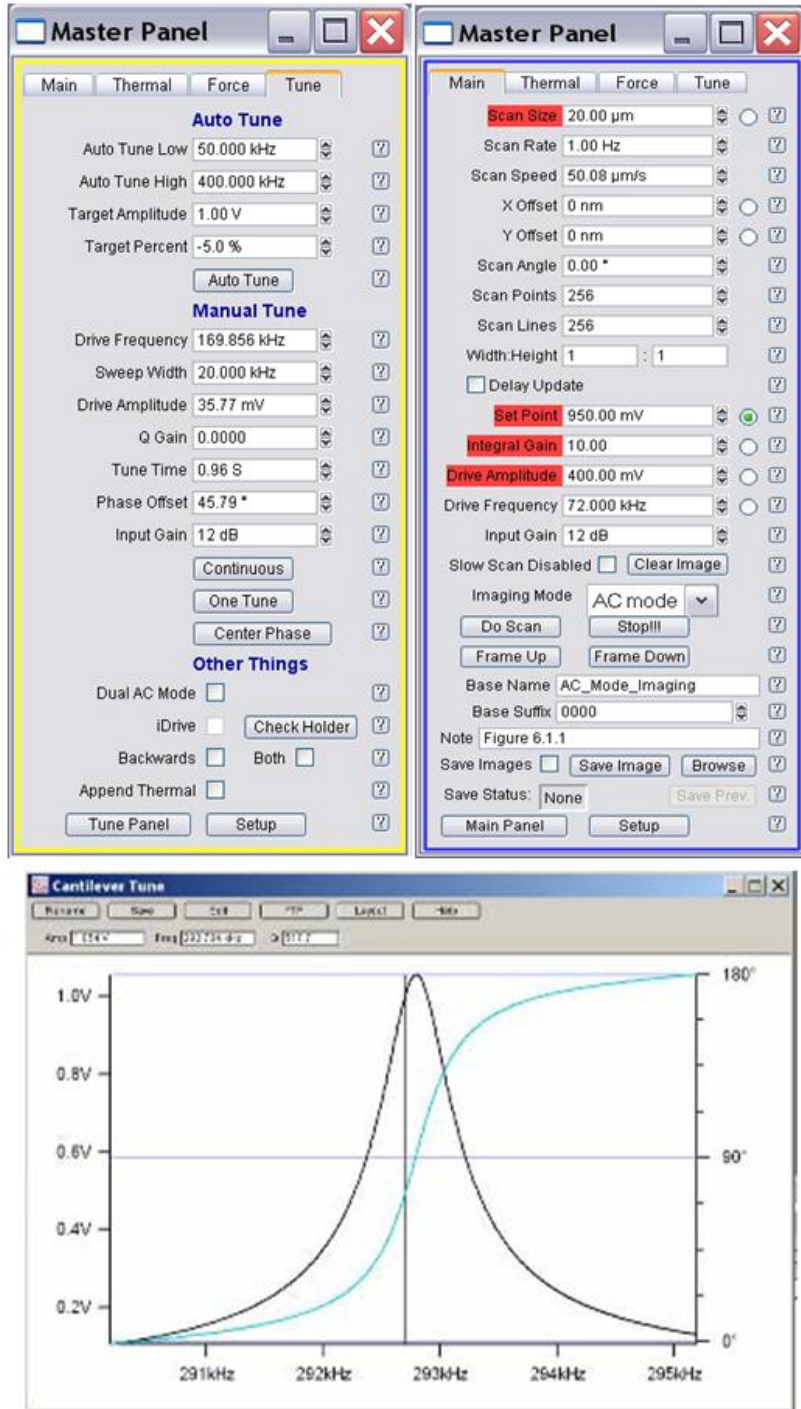 Master Panel
Main Thermal Force Tune
Auto Tune
Auto Tune Low 50.000 kHz ?
Auto Tune High 400.000 kHz ?
Target Amplitude 1.00 V ?
Target Percent -5.0 % ?
Auto Tune ?
Manual Tune
Drive Frequency 169.856 kHz ?
Sweep Width 20.000 kHz ?
Drive Amplitude 35.77 mV ?
Q Gain 0.0000 ?
Tune Time 0.96 S ?
Phase Offset 45.79 ° ?
Input Gain 12 dB ?
Continuous ?
One Tune ?
Center Phase ?
Other Things
Dual AC Mode ?
iDrive Check Holder ?
Backwards Both ?
Append Thermal ?
Tune Panel Setup ?
Master Panel
Main Thermal Force Tune
Scan Size 20.00 µm ?
Scan Rate 1.00 Hz ?
Scan Speed 50.08 µm/s ?
X Offset 0 nm ?
Y Offset 0 nm ?
Scan Angle 0.00 ° ?
Scan Points 256 ?
Scan Lines 256 ?
Width:Height 1 : 1 ?
Delay Update ?
Set Point 950.00 mV ?
Integral Gain 10.00 ?
Drive Amplitude 400.00 mV ?
Drive Frequency 72.000 kHz ?
Input Gain 12 dB ?
Slow Scan Disabled Clear Image ?
Imaging Mode AC mode ?
Do Scan Stop!!! ?
Frame Up Frame Down ?
Base Name AC_Mode_Imaging ?
Base Suffix 0000 ?
Note Figure 6.1.1 ?
Save Images Save Image Browse ?
Save Status: None Save Prev. ?
Main Panel Setup ?
Cantilever Tune
Rename Save Layout Help
Amp Freq Q
1.0V
0.8V
0.6V
0.4V
0.2V
180°
90°
0°
291kHz 292kHz 293kHz 294kHz 295kHz